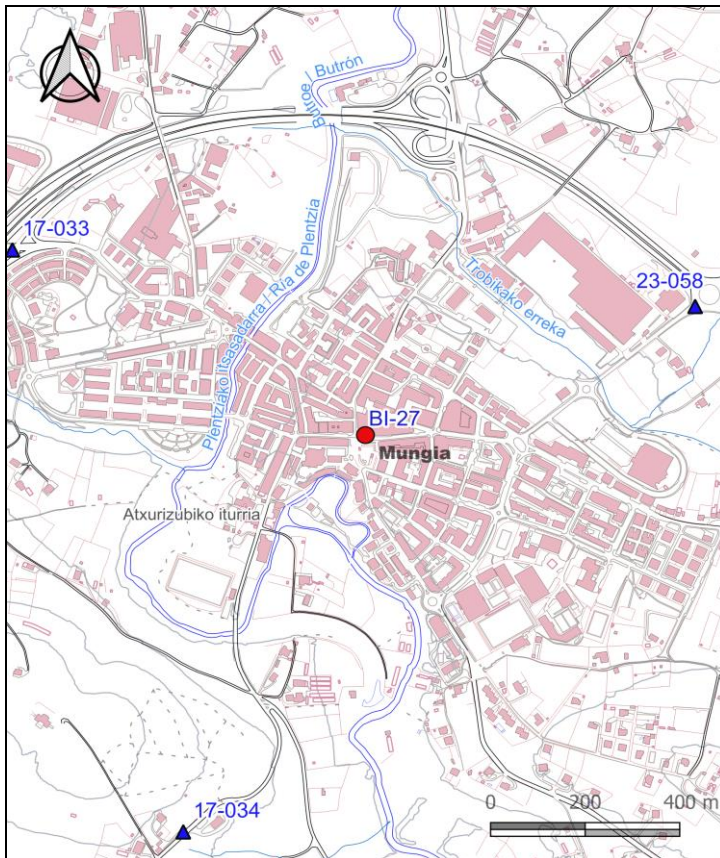 Butroe / Butrón
17-033
Plentziako itsasadarra / Ría de Plentzia
Trobikako erreka
23-058
BI-27
Mungia
Atxurizubiko iturria
17-034
0 200 400 m